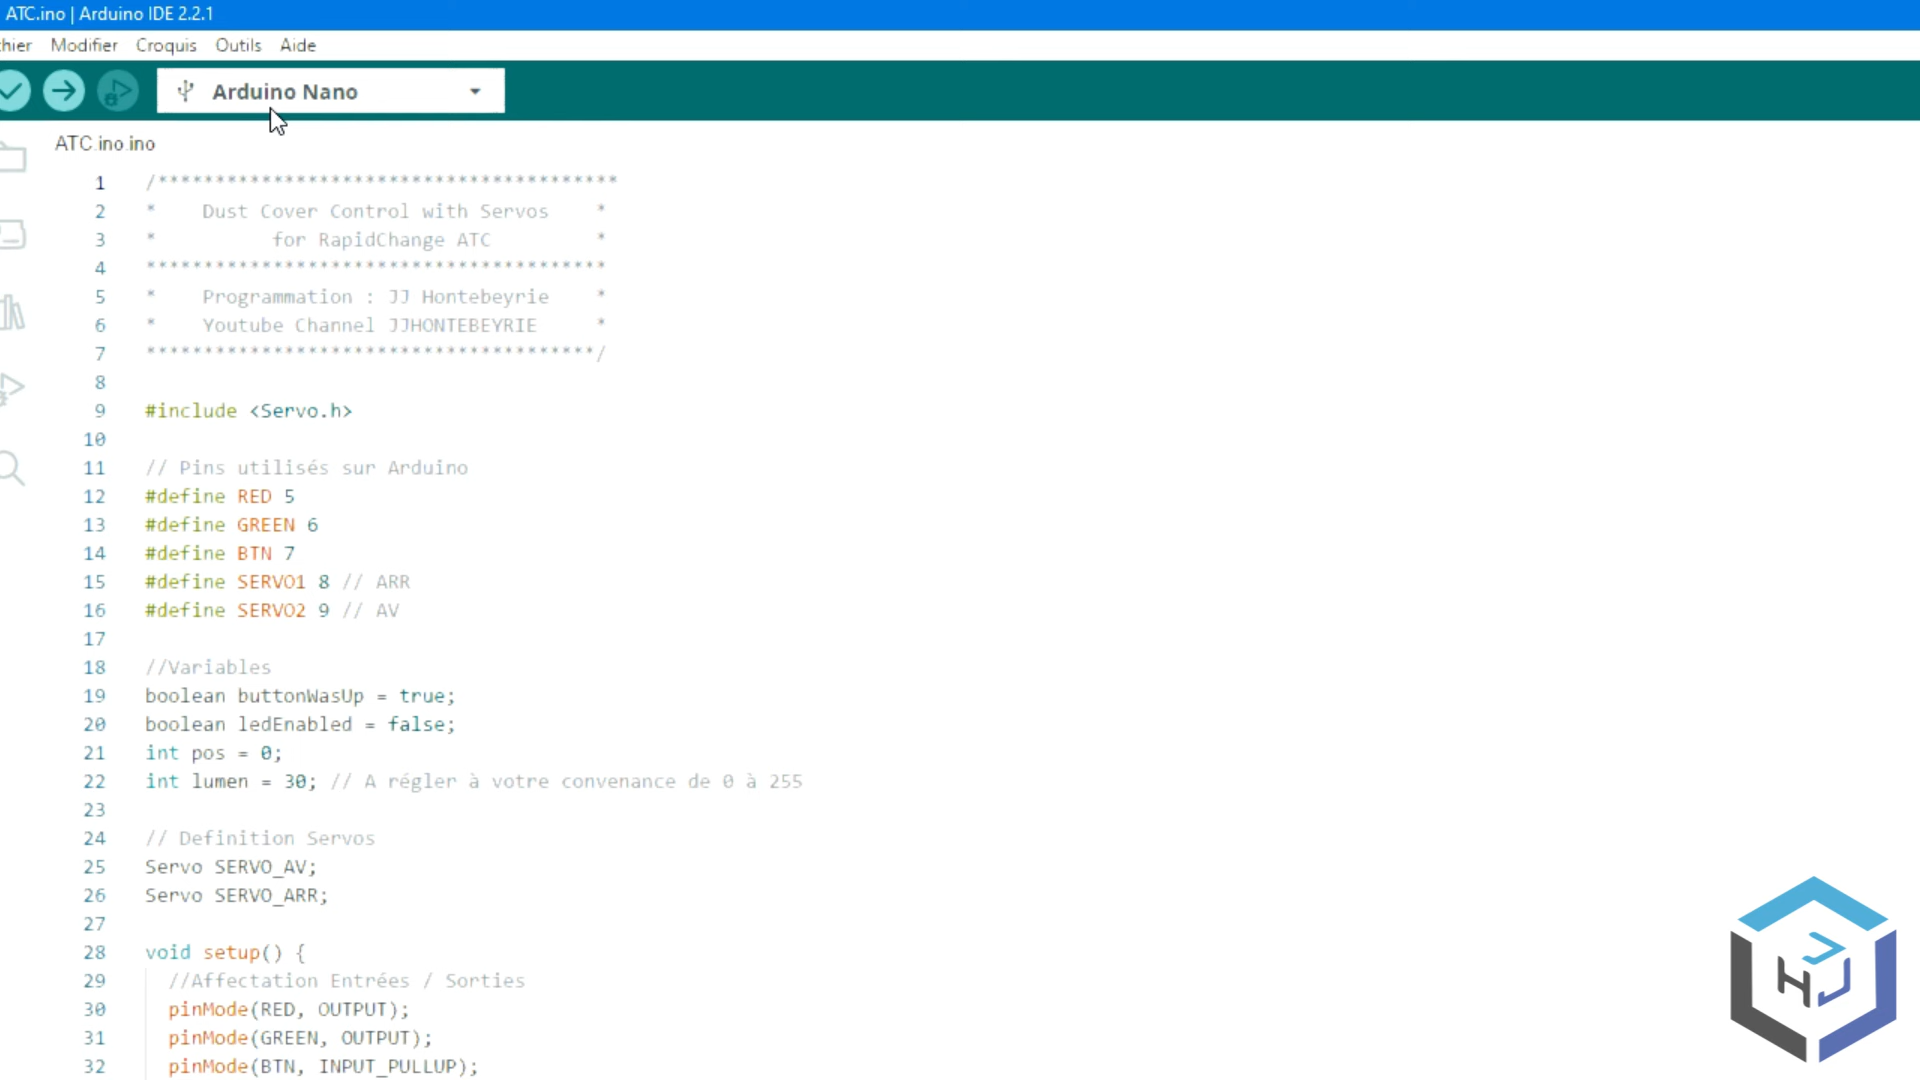 ATC.ino | Arduino IDE 2.2.1
hier Modifier Croquis Outils Aide
Arduino Nano
ATC.ino.ino
1 /****************************************
2 * Dust Cover Control with Servos *
3 * for RapidChange ATC *
4 ****************************************
5 * Programmation : JJ Hontebeyrie *
6 * Youtube Channel JJHONTEBEYRIE *
7 ***************************************/
8
9 #include <Servo.h>
10
11 // Pins utilisés sur Arduino
12 #define RED 5
13 #define GREEN 6
14 #define BTN 7
15 #define SERVO1 8 // ARR
16 #define SERVO2 9 // AV
17
18 //Variables
19 boolean buttonWasUp = true;
20 boolean ledEnabled = false;
21 int pos = 0;
22 int lumen = 30; // A régler à votre convenance de 0 à 255
23
24 // Definition Servos
25 Servo SERVO_AV;
26 Servo SERVO_ARR;
27
28 void setup() {
29 //Affectation Entrées / Sorties
30 pinMode(RED, OUTPUT);
31 pinMode(GREEN, OUTPUT);
32 pinMode(BTN, INPUT_PULLUP);
HJJ